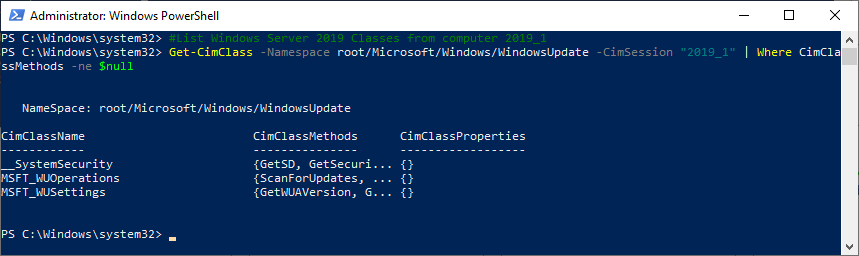 Administrator: Windows PowerShell
PS C:\Windows\system32> #List Windows Server 2019 Classes from computer 2019_1
PS C:\Windows\system32> Get-CimClass -Namespace root/Microsoft/Windows/WindowsUpdate -CimSession "2019_1" | Where CimCla
ssMethods -ne $null
NameSpace: root/Microsoft/Windows/WindowsUpdate
CimClassName CimClassMethods CimClassProperties
------------ --------------- ------------------
__SystemSecurity {GetSD, GetSecuri... {}
MSFT_WUOperations {ScanForUpdates, ... {}
MSFT_WUSettings {GetWUAVersion, G... {}
PS C:\Windows\system32>